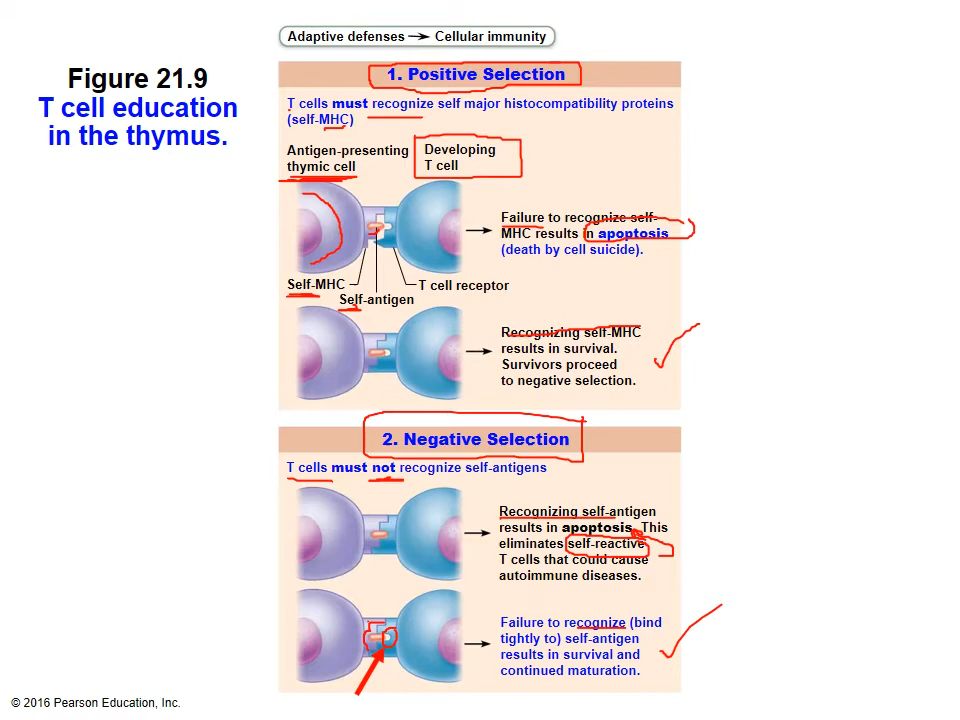 Adaptive defenses → Cellular immunity
Figure 21.9
T cell education
in the thymus.
1. Positive Selection
T cells must recognize self major histocompatibility proteins
(self-MHC)
Antigen-presenting
thymic cell
Developing
T cell
Failure to recognize self-
MHC results in apoptosis
(death by cell suicide).
Self-MHC
Self-antigen
T cell receptor
Recognizing self-MHC
results in survival.
Survivors proceed
to negative selection.
2. Negative Selection
T cells must not recognize self-antigens
Recognizing self-antigen
results in apoptosis. This
eliminates self-reactive
T cells that could cause
autoimmune diseases.
Failure to recognize (bind
tightly to) self-antigen
results in survival and
continued maturation.
© 2016 Pearson Education, Inc.